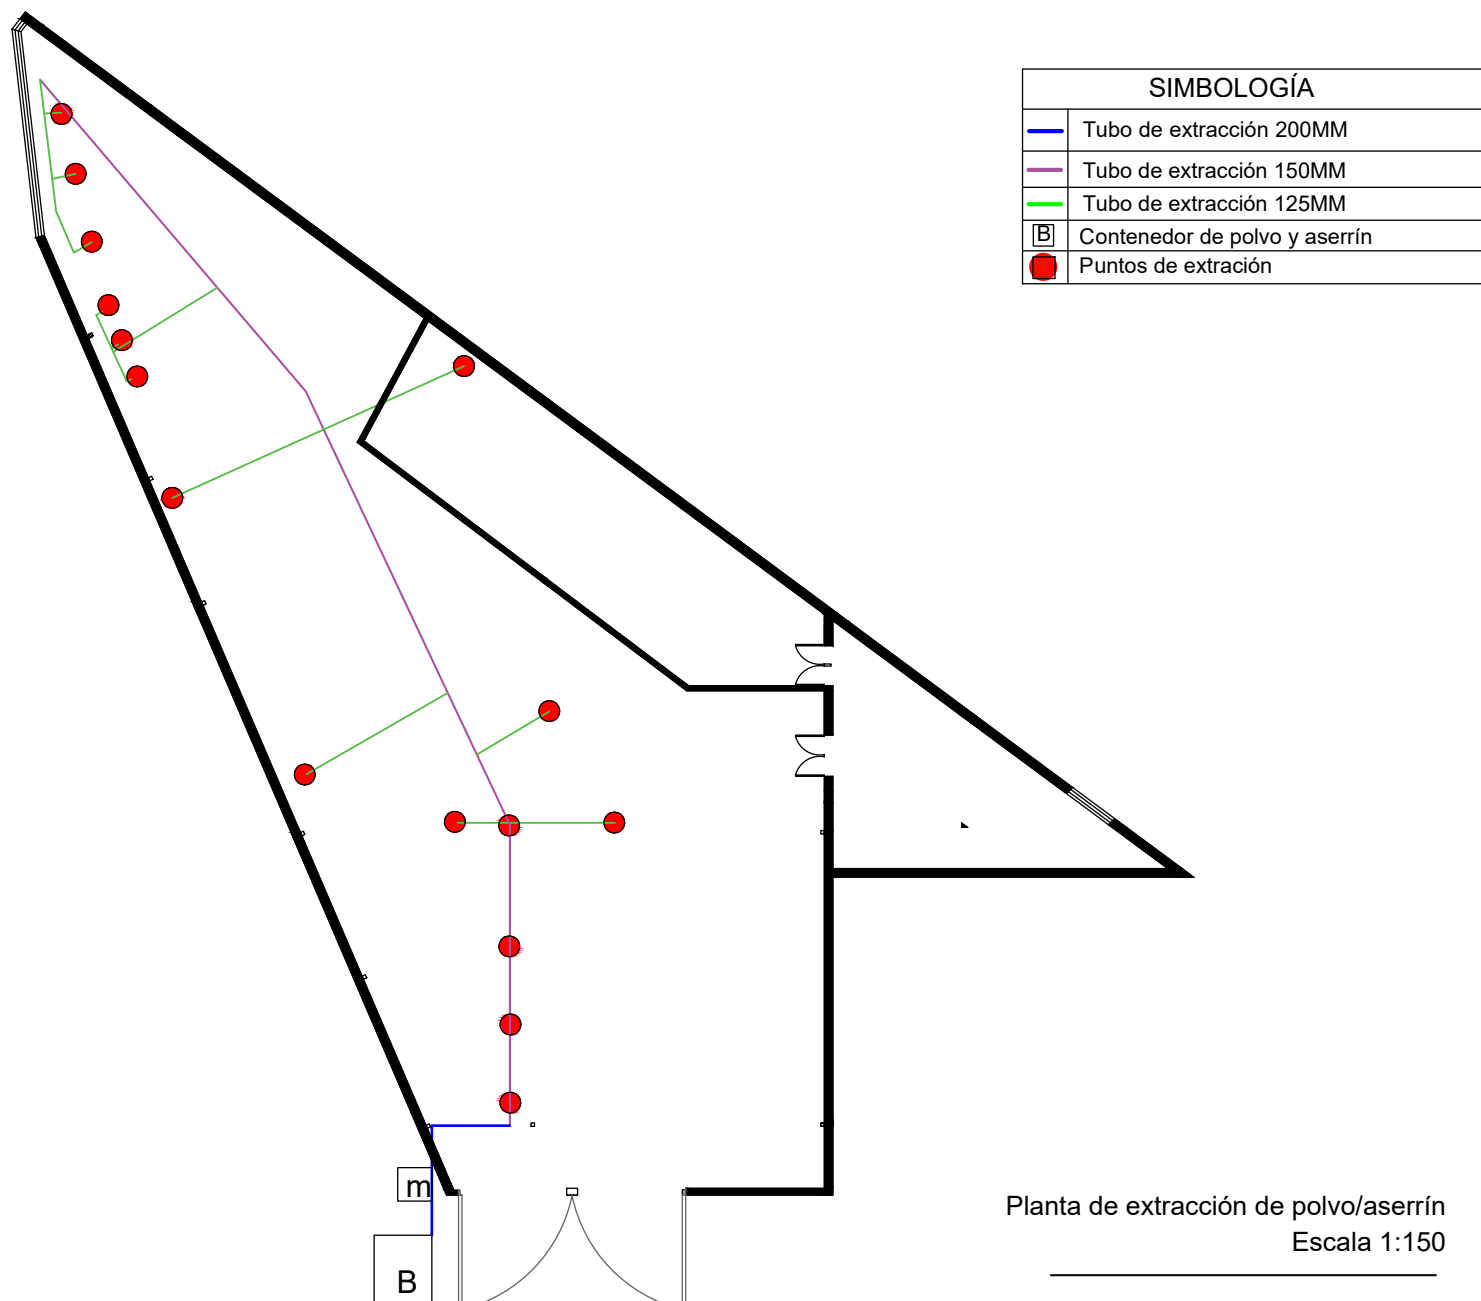 SIMBOLOGÍA
Tubo de extracción 200MM
Tubo de extracción 150MM
Tubo de extracción 125MM
B Contenedor de polvo y aserrín
Puntos de extración
m
B
Planta de extracción de polvo/aserrín
Escala 1:150